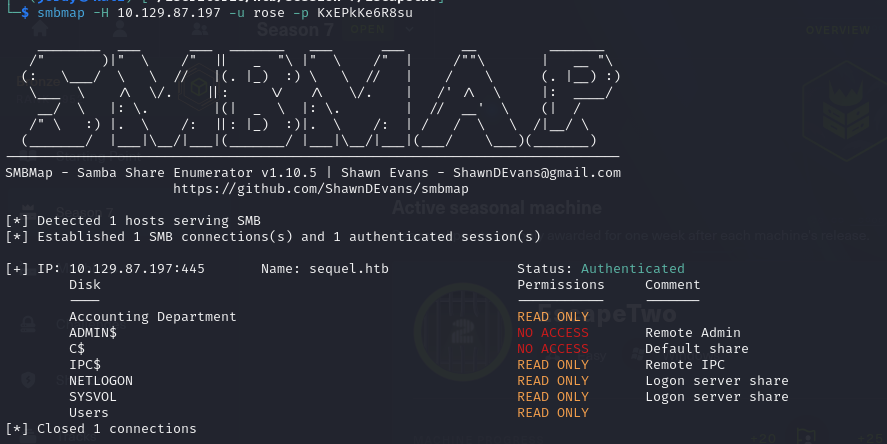 └─$ smbmap -H 10.129.87.197 -u rose -p KxEPkKe6R8su
SMBMap - Samba Share Enumerator v1.10.5 | Shawn Evans - ShawnDEvans@gmail.com
https://github.com/ShawnDEvans/smbmap
[*] Detected 1 hosts serving SMB
[*] Established 1 SMB connections(s) and 1 authenticated session(s)
[+] IP: 10.129.87.197:445 Name: sequel.htb Status: Authenticated
Disk Permissions Comment
---- ----------- -------
Accounting Department READ ONLY
ADMIN$ NO ACCESS Remote Admin
C$ NO ACCESS Default share
IPC$ READ ONLY Remote IPC
NETLOGON READ ONLY Logon server share
SYSVOL READ ONLY Logon server share
Users READ ONLY
[*] Closed 1 connections
Season 7
OPEN
OVERVIEW
Active seasonal machine
awarded for one week after each machine's release.
2
EscapeTwo